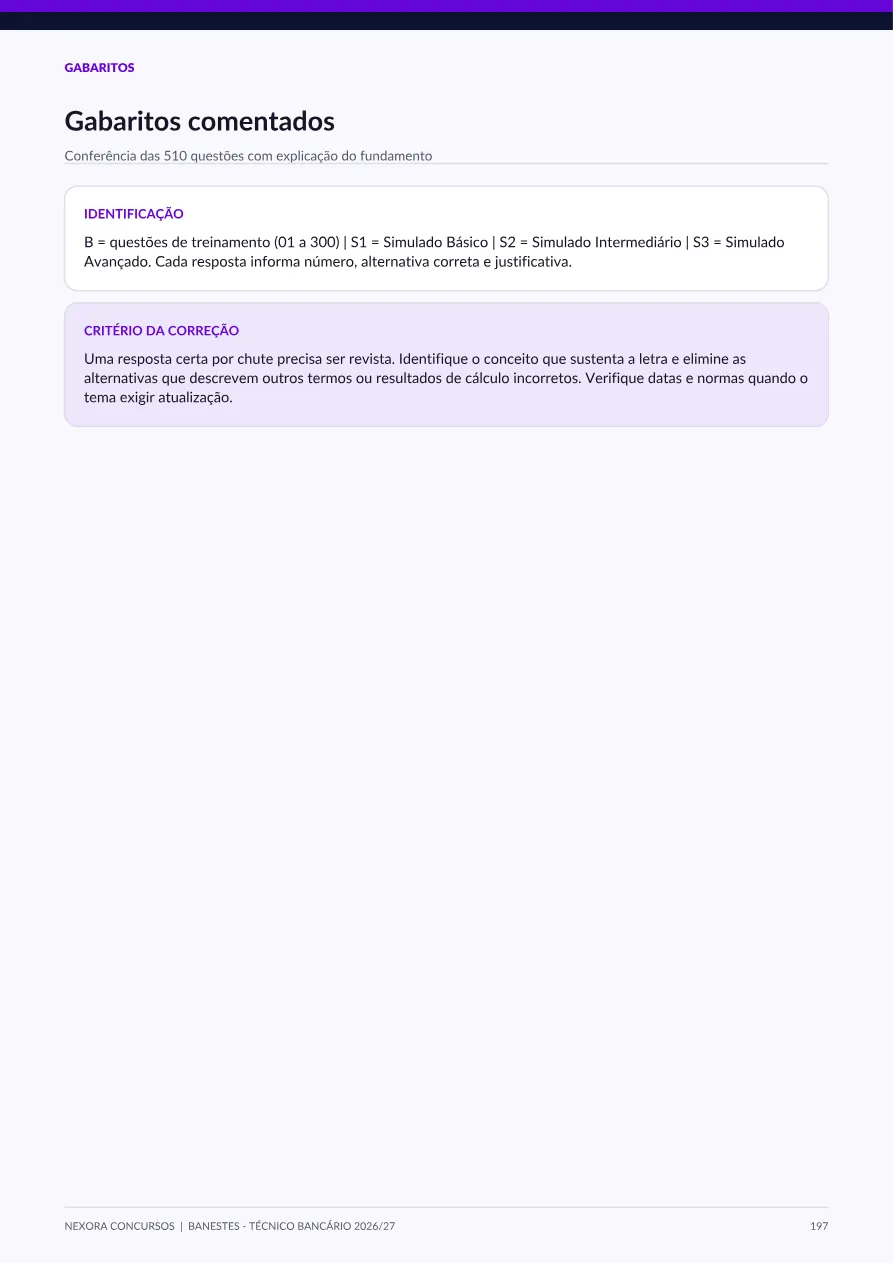 GABARITOS
Gabaritos comentados
Conferência das 510 questões com explicação do fundamento
IDENTIFICAÇÃO
B = questões de treinamento (01 a 300) | S1 = Simulado Básico | S2 = Simulado Intermediário | S3 = Simulado
Avançado. Cada resposta informa número, alternativa correta e justificativa.
CRITÉRIO DA CORREÇÃO
Uma resposta certa por chute precisa ser revista. Identifique o conceito que sustenta a letra e elimine as
alternativas que descrevem outros termos ou resultados de cálculo incorretos. Verifique datas e normas quando o
tema exigir atualização.
NEXORA CONCURSOS | BANESTES - TÉCNICO BANCÁRIO 2026/27 197